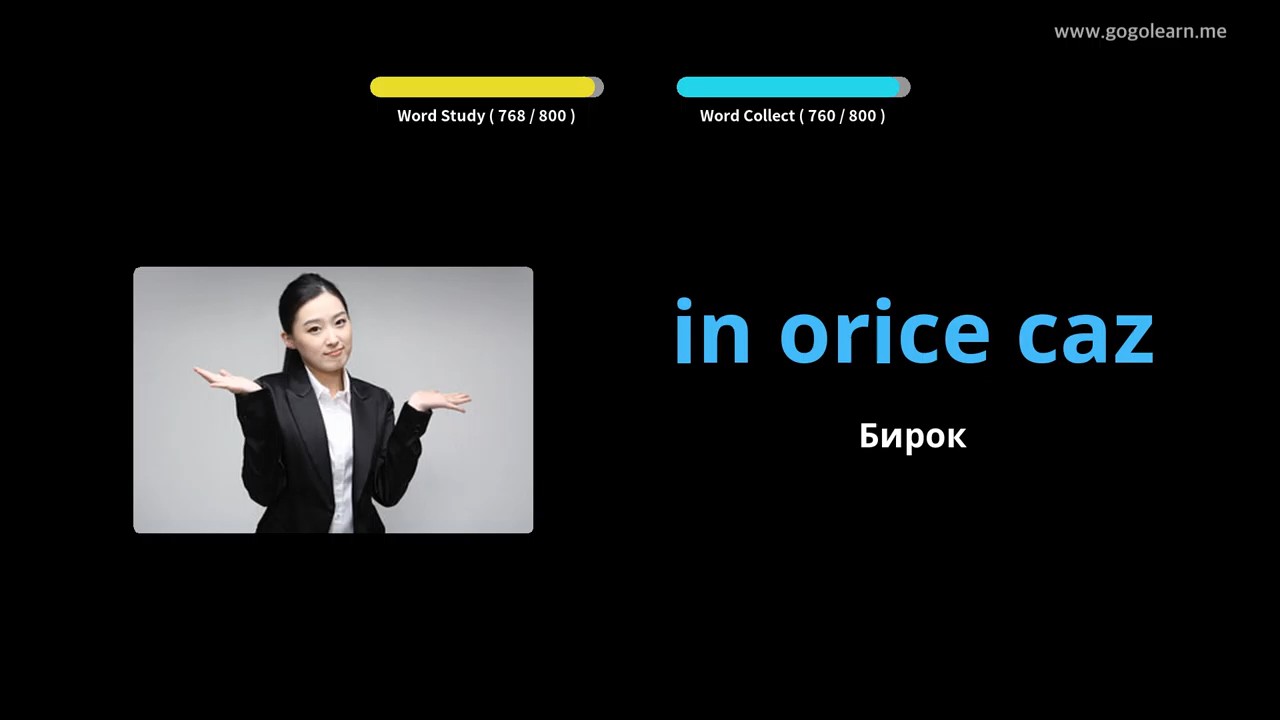 www.gogolearn.me
Word Study ( 768 / 800 )
Word Collect ( 760 / 800 )
in orice caz
Бирок